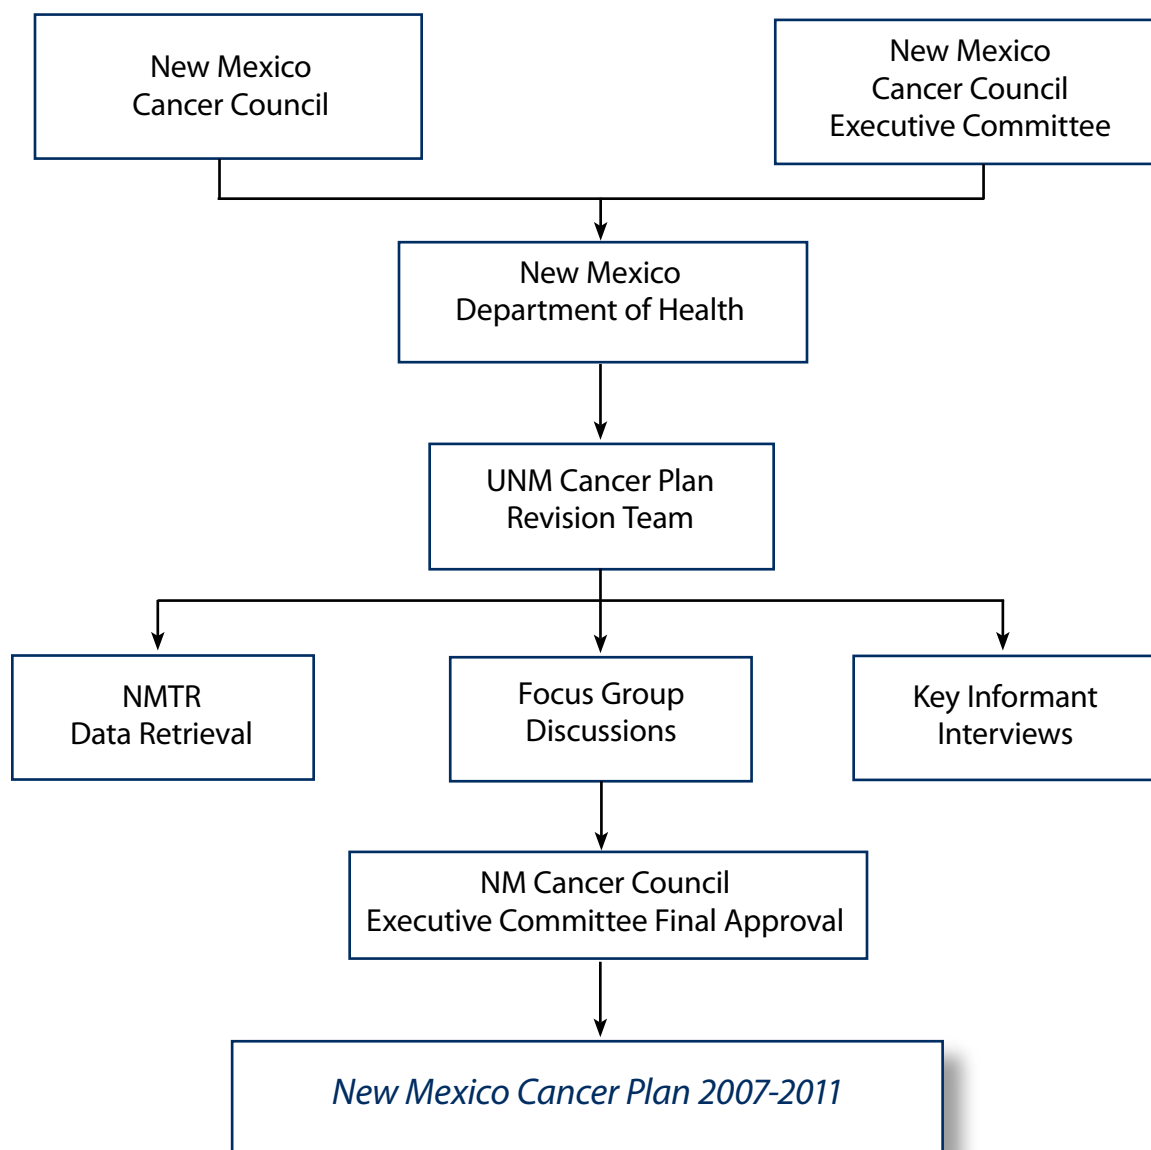 New Mexico
Cancer Council
New Mexico
Cancer Council
Executive Committee
New Mexico
Department of Health
UNM Cancer Plan
Revision Team
NMTR
Data Retrieval
Focus Group
Discussions
Key Informant
Interviews
NM Cancer Council
Executive Committee Final Approval
New Mexico Cancer Plan 2007-2011